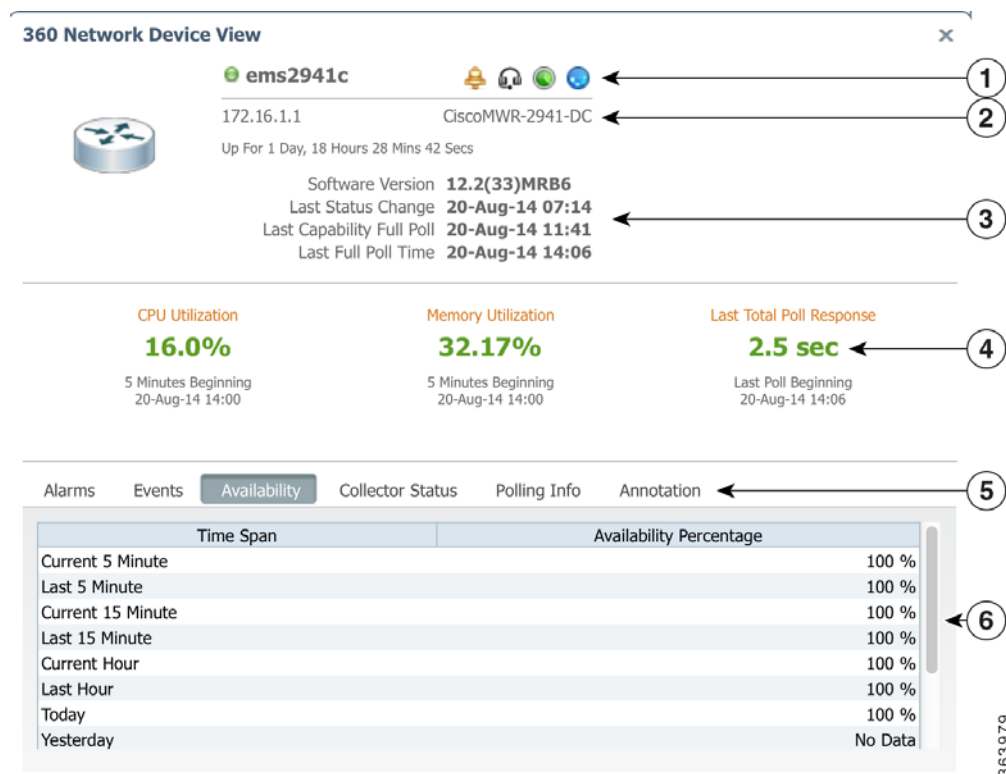 360 Network Device View ×
ems2941c
1
172.16.1.1 CiscoMWR-2941-DC
2
Up For 1 Day, 18 Hours 28 Mins 42 Secs
Software Version 12.2(33)MRB6
Last Status Change 20-Aug-14 07:14
3
Last Capability Full Poll 20-Aug-14 11:41
Last Full Poll Time 20-Aug-14 14:06
CPU Utilization Memory Utilization Last Total Poll Response
16.0% 32.17% 2.5 sec
4
5 Minutes Beginning 5 Minutes Beginning Last Poll Beginning
20-Aug-14 14:00 20-Aug-14 14:00 20-Aug-14 14:06
Alarms Events Availability Collector Status Polling Info Annotation
5
Time Span Availability Percentage
Current 5 Minute 100 %
Last 5 Minute 100 %
Current 15 Minute 100 %
6
Last 15 Minute 100 %
Current Hour 100 %
Last Hour 100 %
Today 100 %
Yesterday No Data
363979